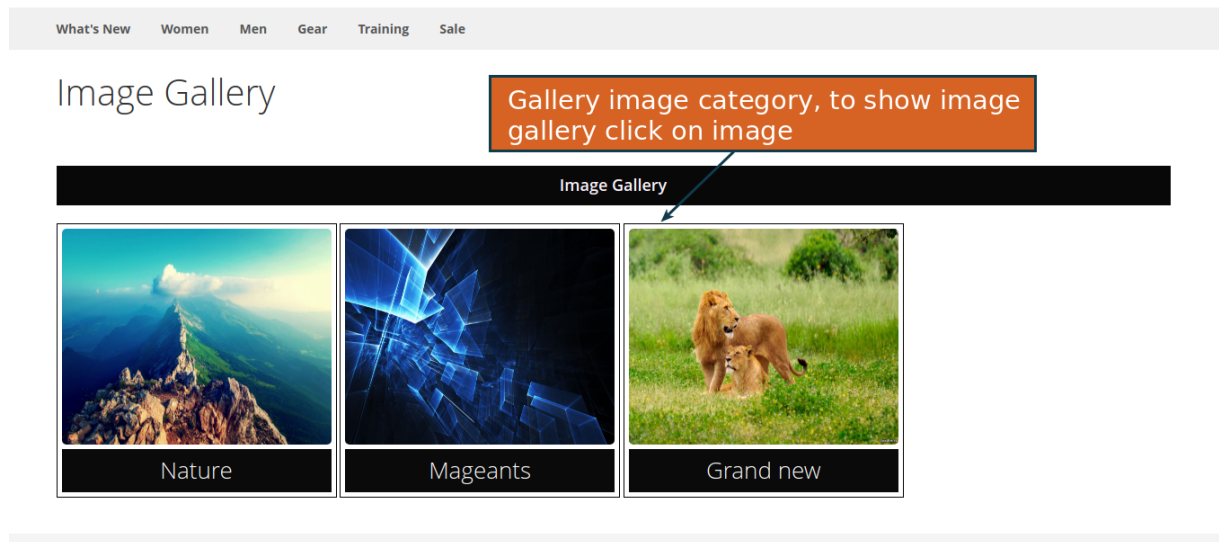 What's New Women Men Gear Training Sale
Image Gallery
Gallery image category, to show image
gallery click on image
Image Gallery
Nature Mageants Grand new